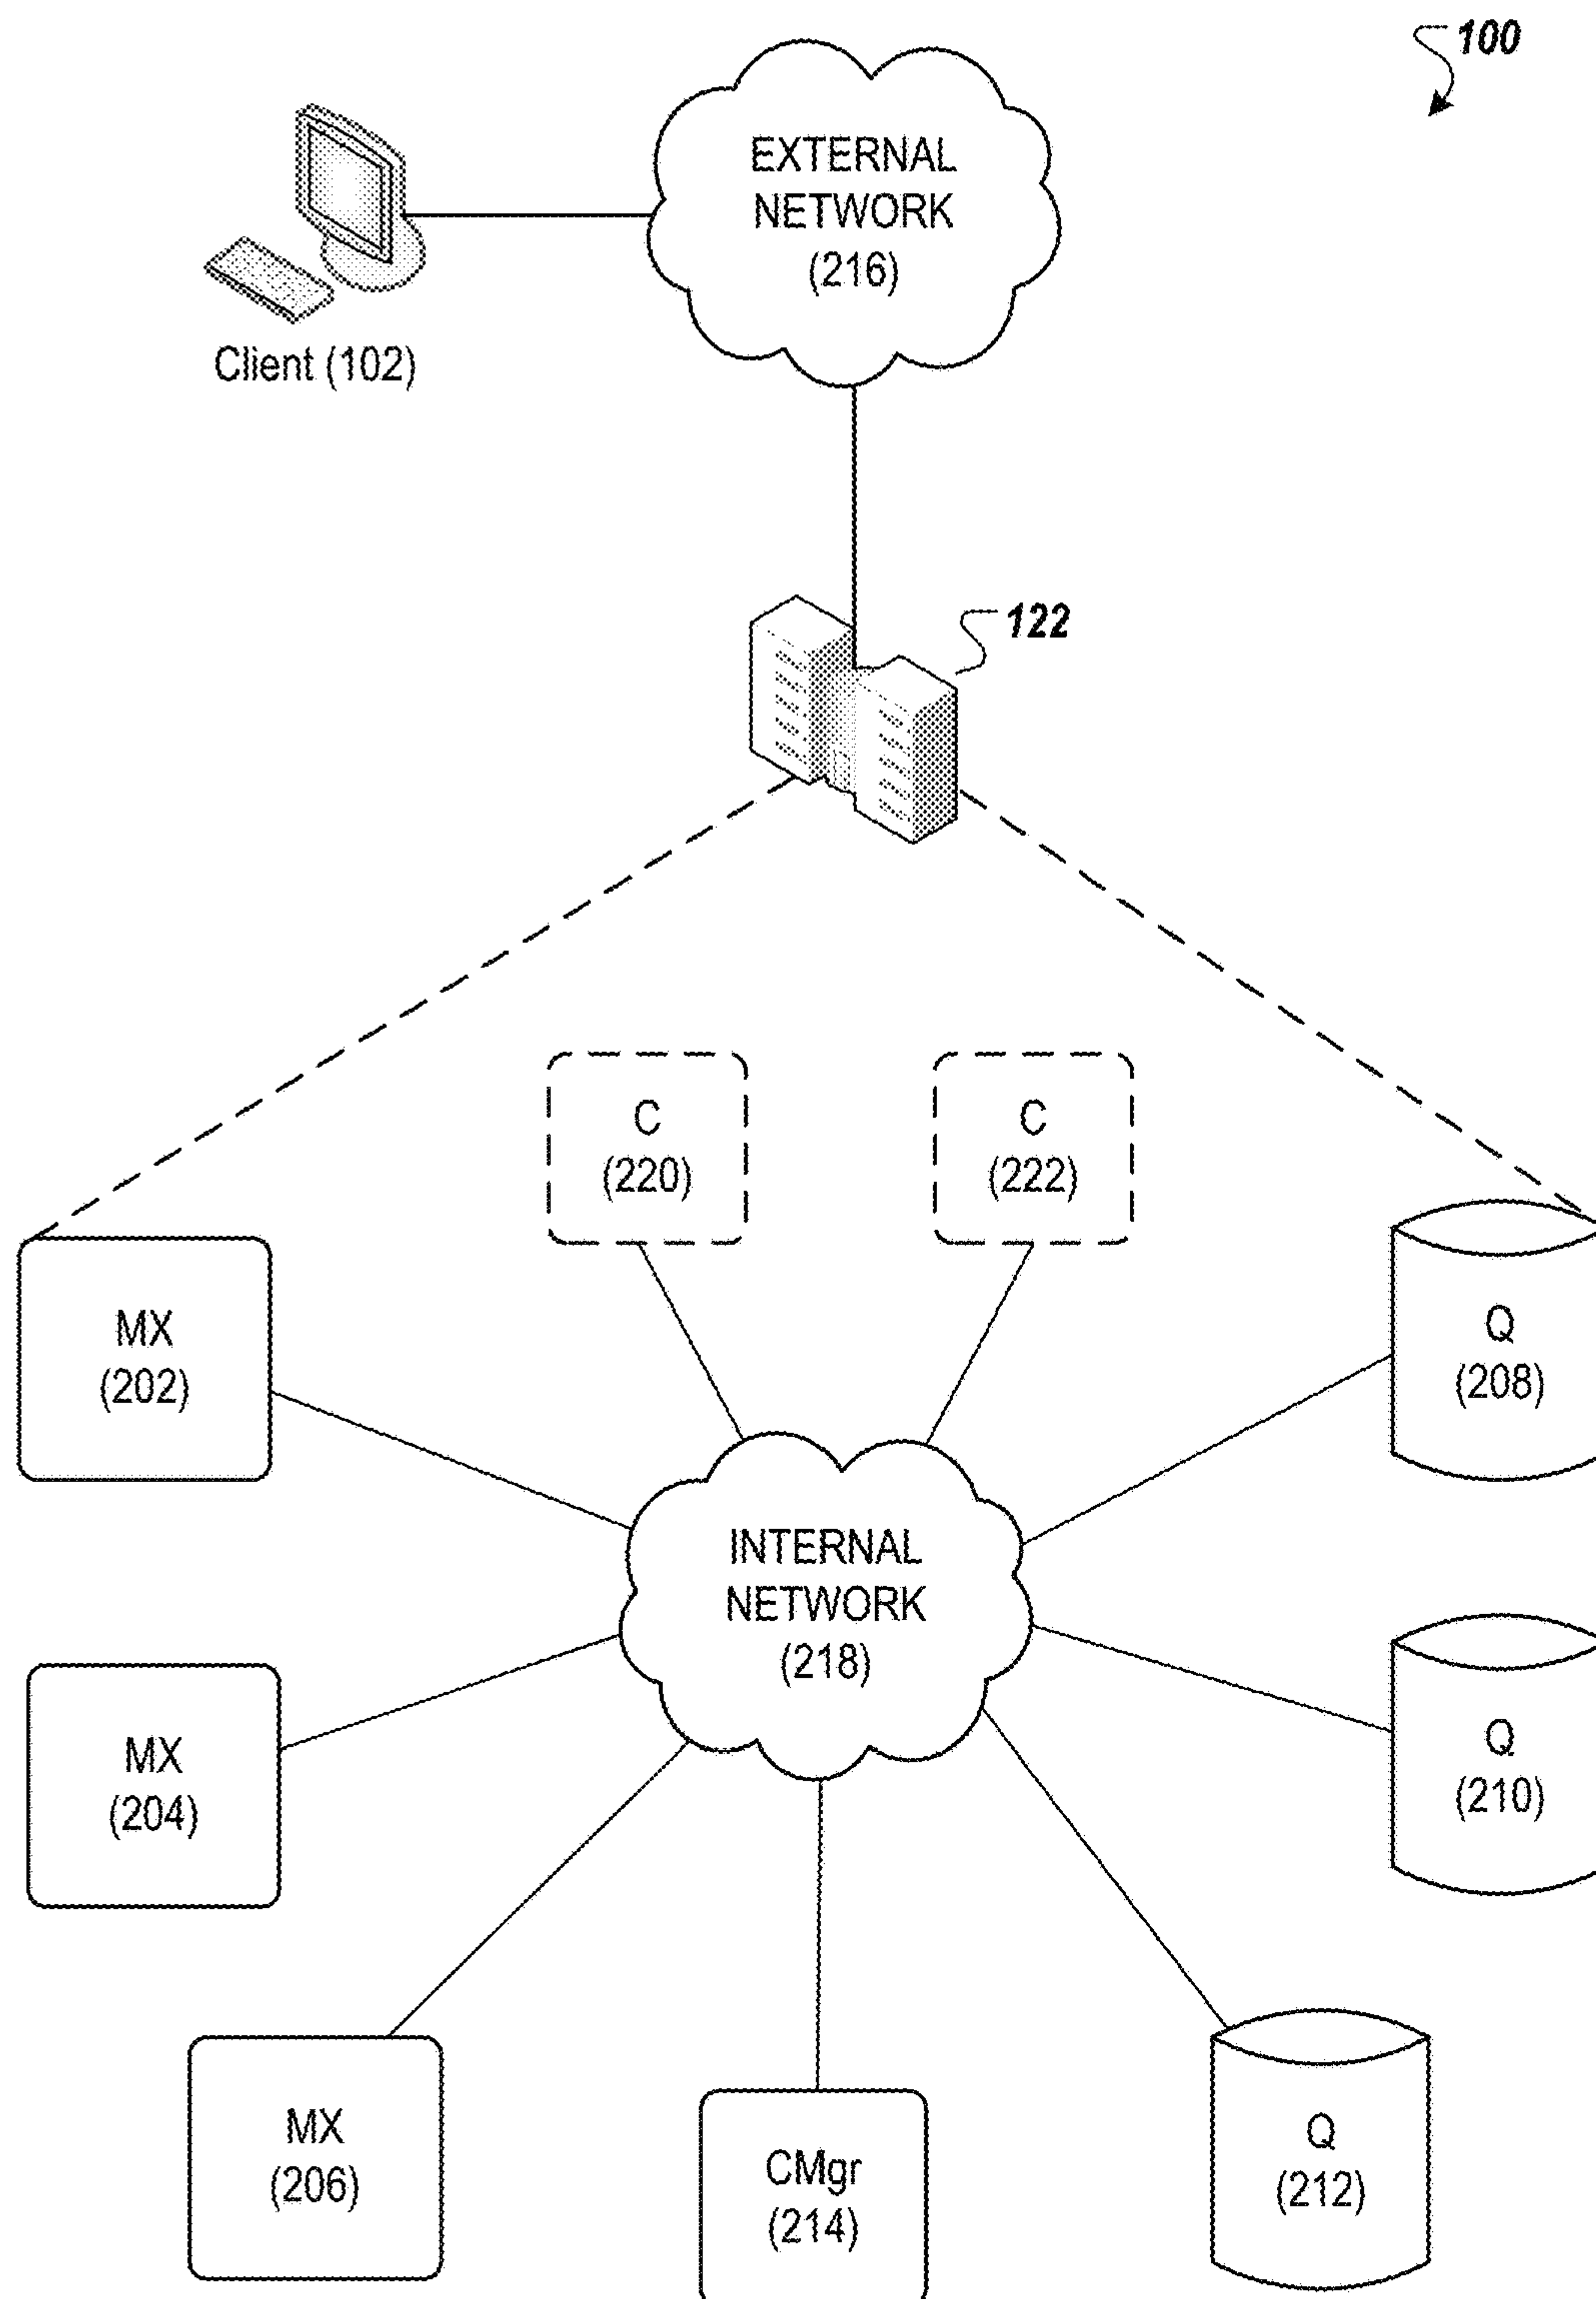 100
EXTERNAL
NETWORK
(216)
Client (102)
122
C
(220)
C
(222)
MX
(202)
Q
(208)
INTERNAL
NETWORK
(218)
MX
(204)
Q
(210)
MX
(206)
CMgr
(214)
Q
(212)